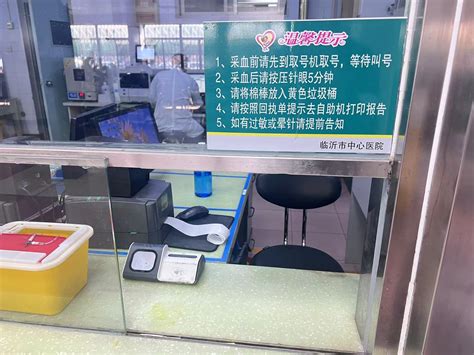 温馨提示
1、采血前请先到取号机取号，等待叫号
2、采血后请按压针眼5分钟
3、请将棉棒放入黄色垃圾桶
4、请按照回执单提示去自助机打印报告
5、如有过敏或晕针请提前告知
临沂市中心医院